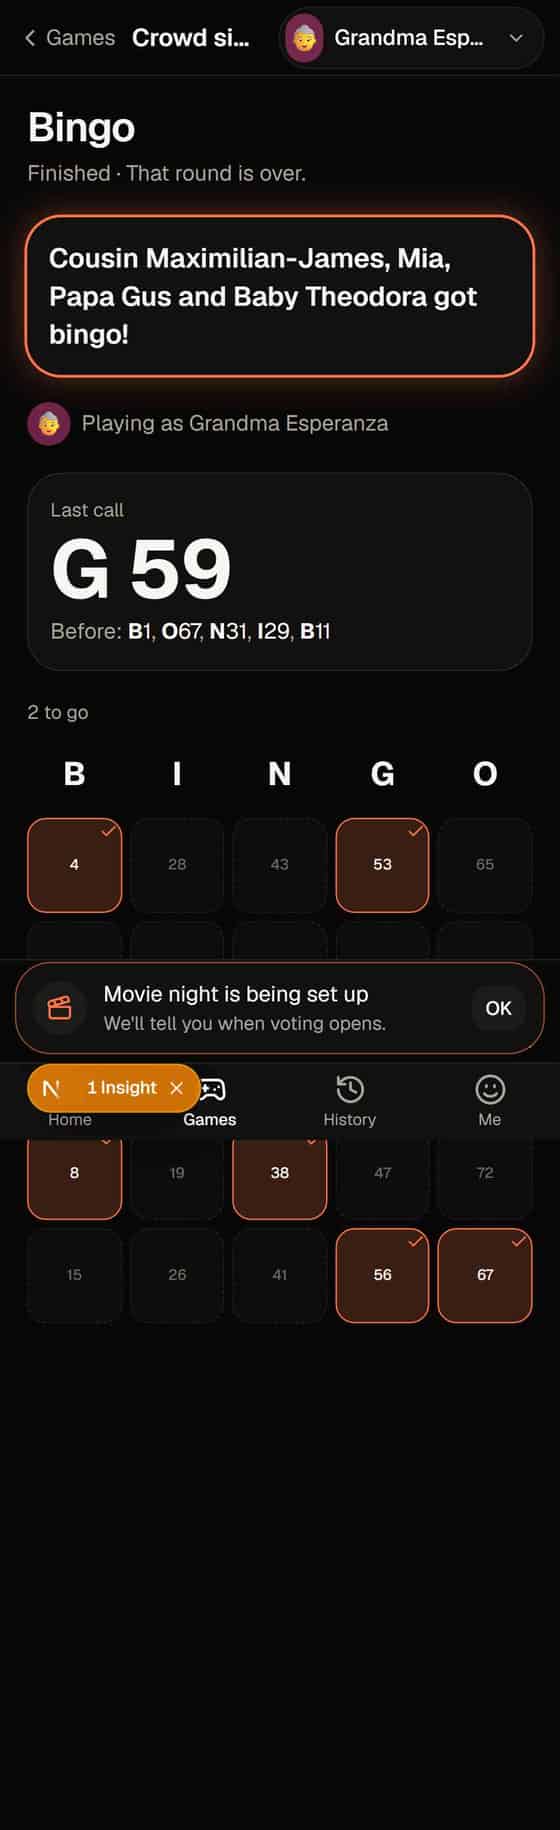 Games Crowd si... Grandma Esp...
Bingo
Finished · That round is over.
Cousin Maximilian-James, Mia,
Papa Gus and Baby Theodora got
bingo!
Playing as Grandma Esperanza
Last call
G 59
Before: B1, O67, N31, I29, B11
2 to go
B I N G O
4 28 43 53 65
Movie night is being set up
We'll tell you when voting opens.
OK
N 1 Insight
Home Games History Me
8 19 38 47 72
15 26 41 56 67